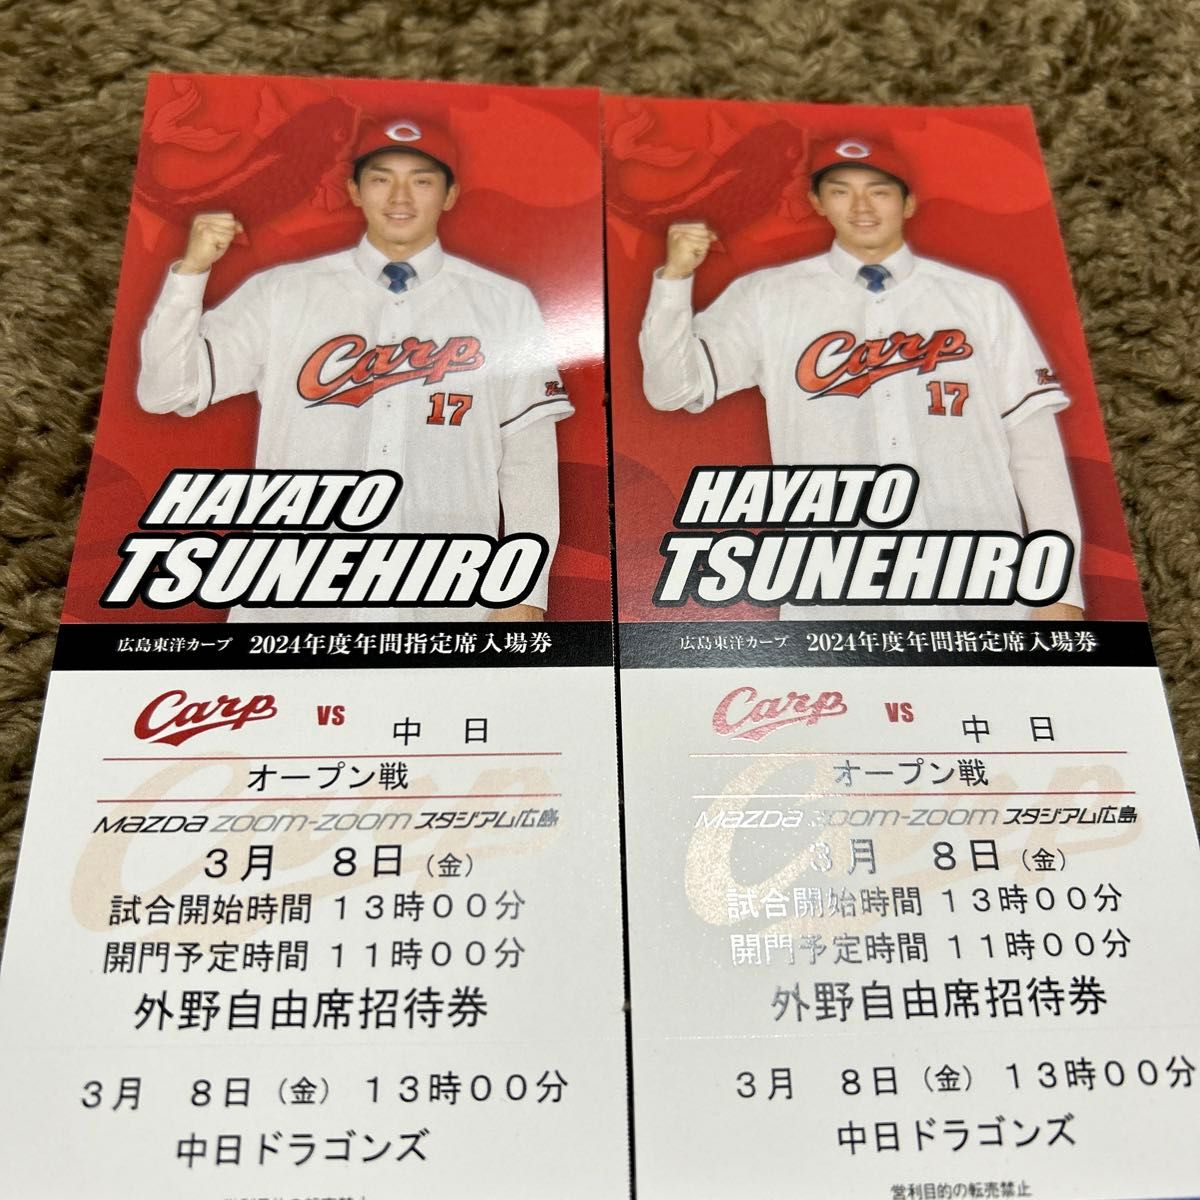 C
Carp
17
HAYATO
TSUNEHIRO
広島東洋カープ 2024年度年間指定席入場券
Carp VS 中 日
オープン戦
MAZDA ZOOM-ZOOM スタジアム広島
3月 8日(金)
試合開始時間 13時00分
開門予定時間 11時00分
外野自由席招待券
3月 8日(金) 13時00分
中日ドラゴンズ
営利目的の転売禁止
C
Carp
17
HAYATO
TSUNEHIRO
広島東洋カープ 2024年度年間指定席入場券
Carp VS 中 日
オープン戦
MAZDA ZOOM-ZOOM スタジアム広島
3月 8日(金)
試合開始時間 13時00分
開門予定時間 11時00分
外野自由席招待券
3月 8日(金) 13時00分
中日ドラゴンズ
営利目的の転売禁止